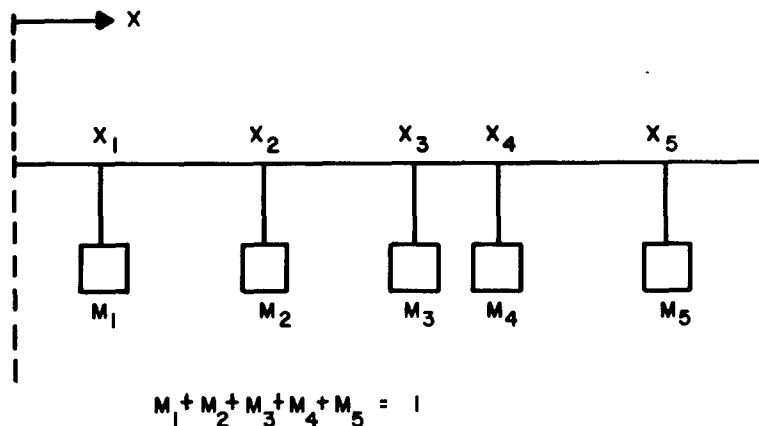 X
X₁ X₂ X₃ X₄ X₅
M₁ M₂ M₃ M₄ M₅
M₁ + M₂ + M₃ + M₄ + M₅ = 1